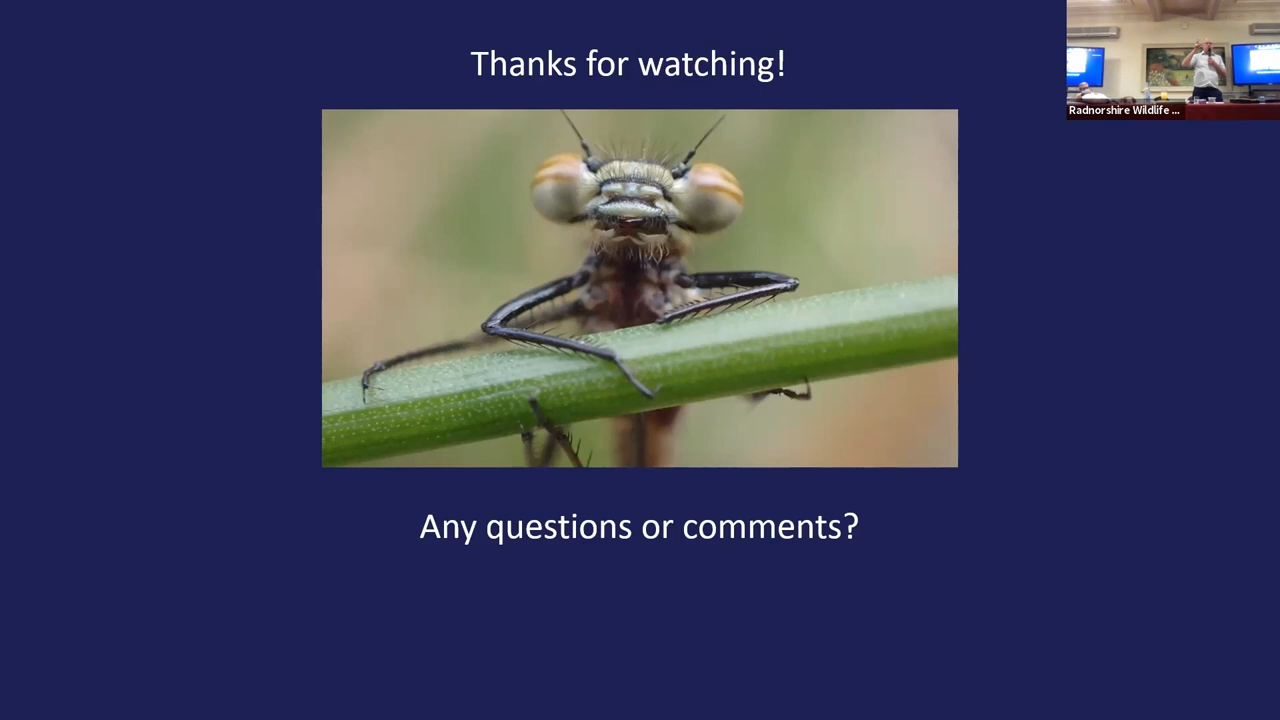 Thanks for watching!
Radnorshire Wildlife ...
Any questions or comments?